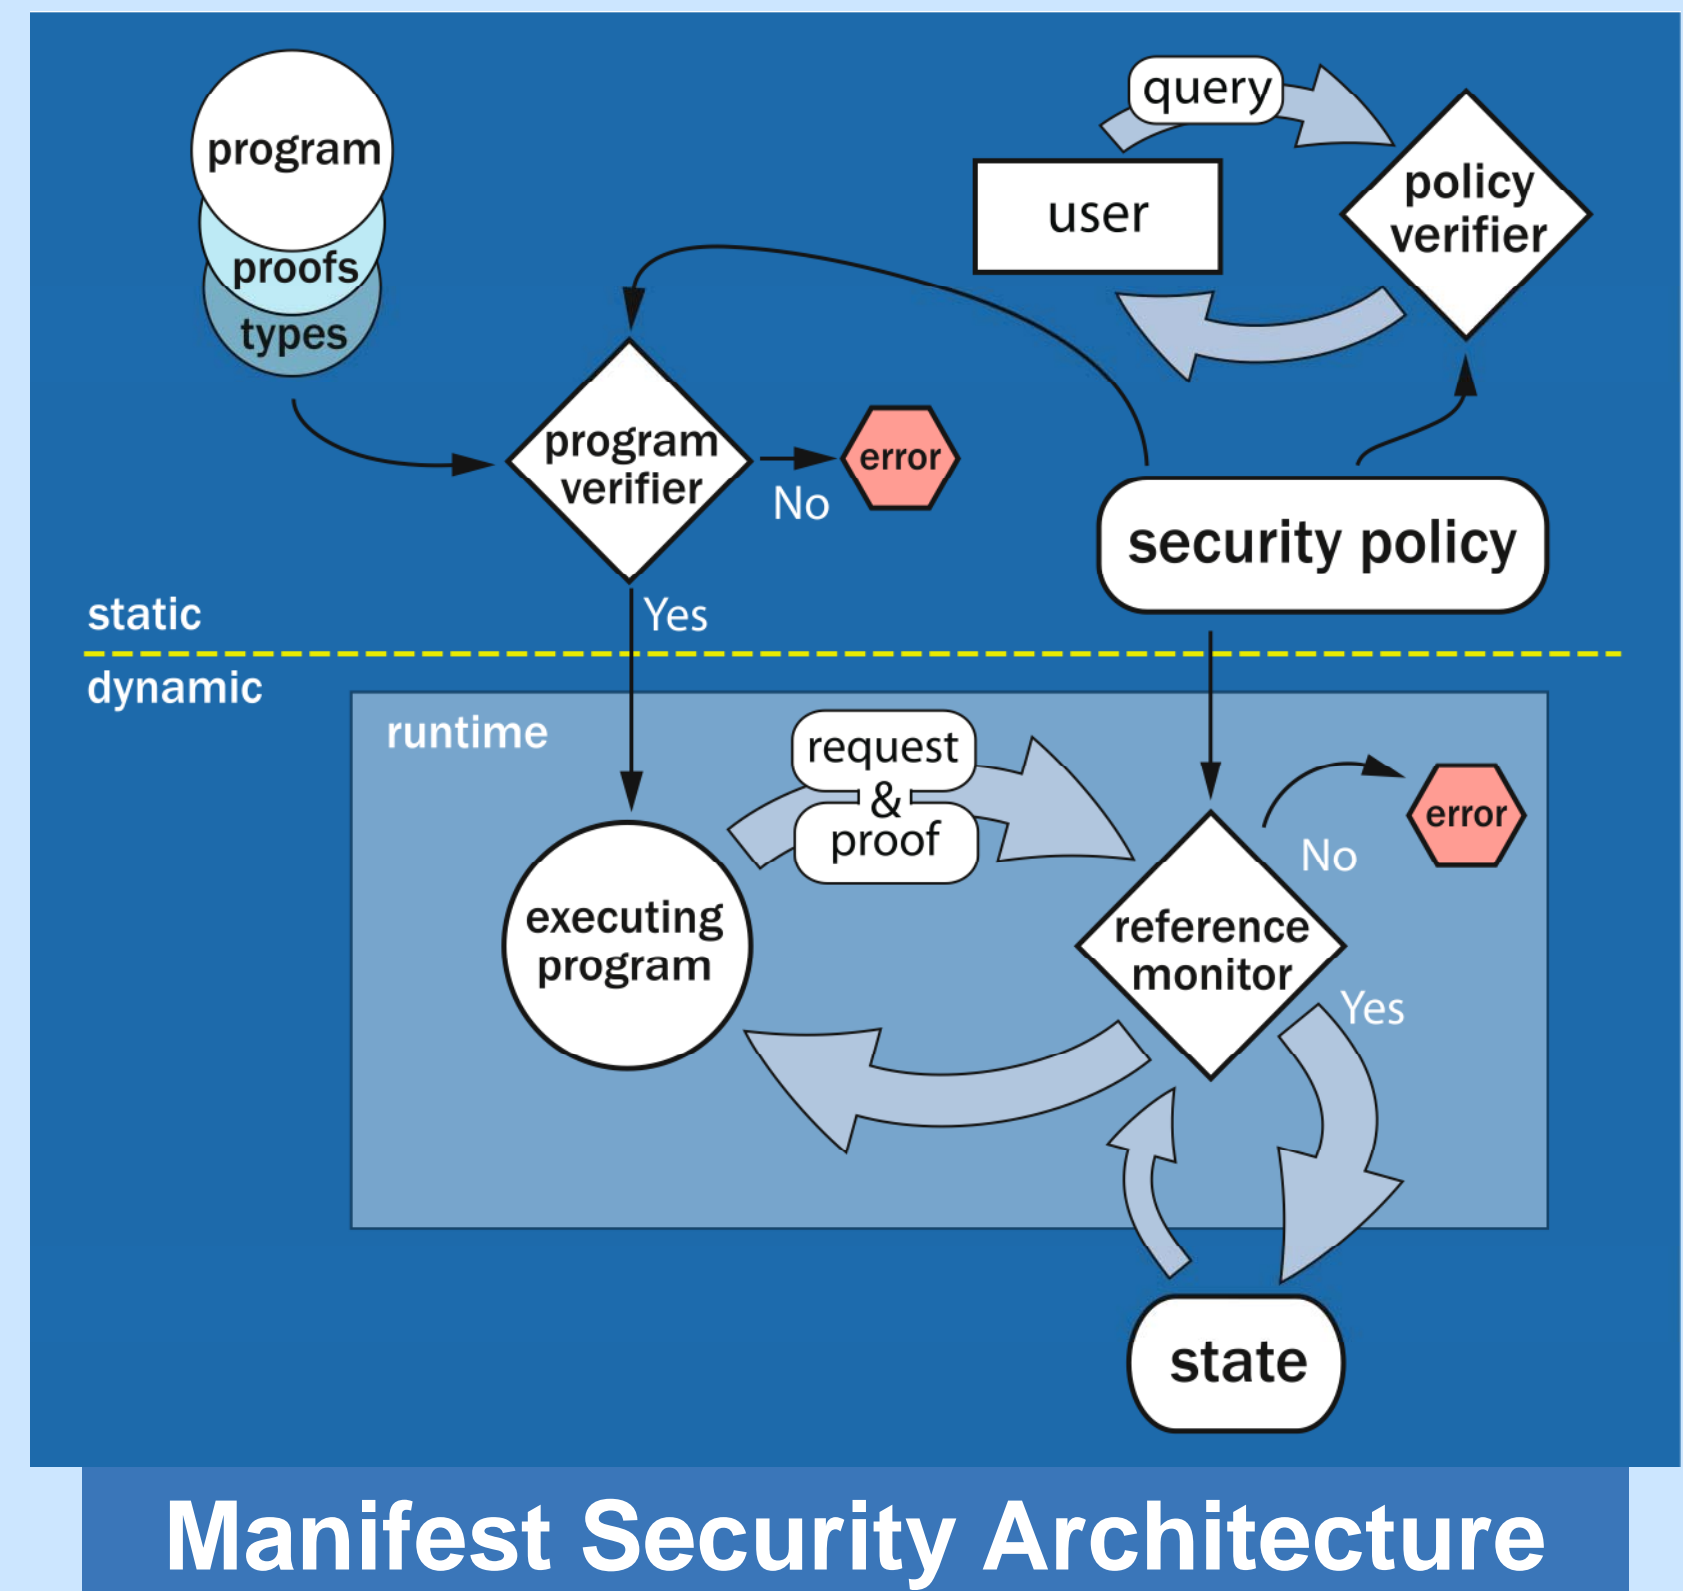 query
program
policy
verifier
user
proofs
types
program
verifier
error
No
security policy
static
Yes
dynamic
runtime
request
&
proof
error
No
executing
program
reference
monitor
Yes
state
Manifest Security Architecture